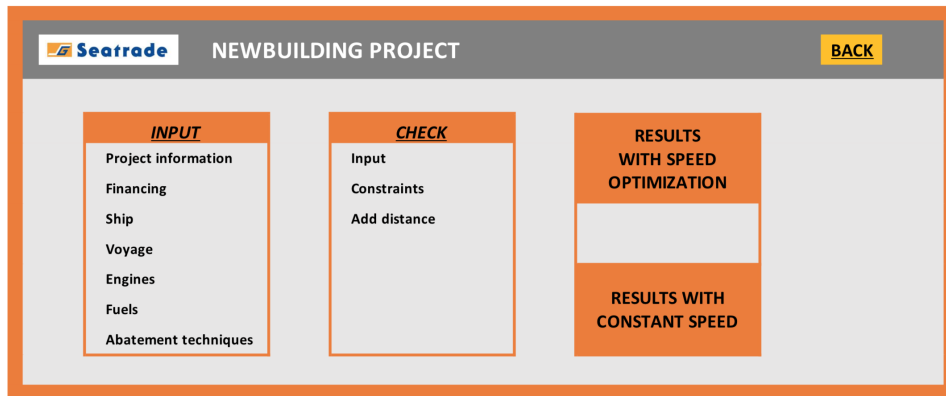 Seatrade
NEWBUILDING PROJECT
BACK
INPUT
Project information
Financing
Ship
Voyage
Engines
Fuels
Abatement techniques
CHECK
Input
Constraints
Add distance
RESULTS
WITH SPEED
OPTIMIZATION
RESULTS WITH
CONSTANT SPEED